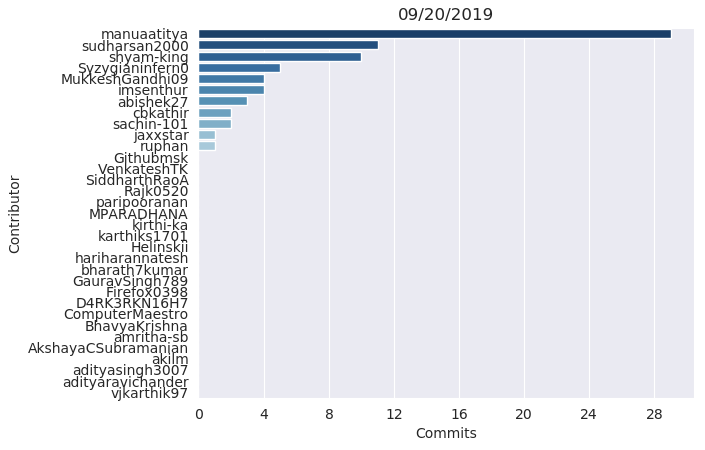 09/20/2019
manuaatitya
sudharsan2000
shyam-king
Syzygianinfern0
MukkeshGandhi09
imsenthur
abishek27
cbkathir
sachin-101
jaxxstar
ruphan
Githubmsk
VenkateshTK
SiddharthRaoA
Rajk0520
paripooranan
MPARADHANA
kirthi-ka
karthiks1701
Helinskii
hariharannatesh
bharath7kumar
GauravSingh789
Firefox0398
D4RK3RKN16H7
ComputerMaestro
BhavyaKrishna
amritha-sb
AkshayaCSubramanian
akilm
adityasingh3007
adityaravichander
vjkarthik97
Contributor
0 4 8 12 16 20 24 28
Commits